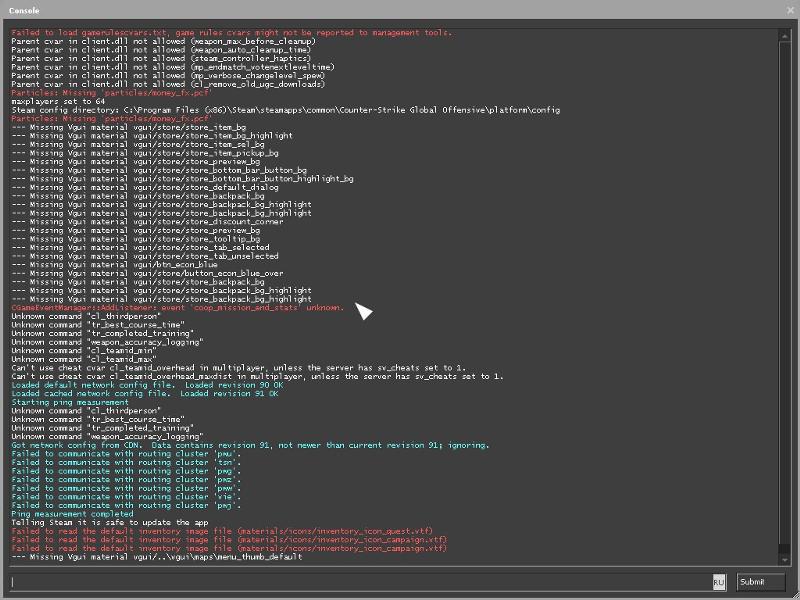 Console
Failed to load gamerulescvars.txt, game rules cvars might not be reported to management tools.
Parent cvar in client.dll not allowed (weapon_max_before_cleanup)
Parent cvar in client.dll not allowed (weapon_auto_cleanup_time)
Parent cvar in client.dll not allowed (steam_controller_haptics)
Parent cvar in client.dll not allowed (mp_endmatch_votenextleveltime)
Parent cvar in client.dll not allowed (mp_verbose_changelevel_spew)
Parent cvar in client.dll not allowed (cl_remove_old_ugc_downloads)
Particles: Missing 'particles/money_fx.pcf'
maxplayers set to 64
Steam config directory: C:\Program Files (x86)\Steam\steamapps\common\Counter-Strike Global Offensive\platform\config
Particles: Missing 'particles/money_fx.pcf'
--- Missing Vgui material vgui/store/store_item_bg
--- Missing Vgui material vgui/store/store_item_bg_highlight
--- Missing Vgui material vgui/store/store_item_sel_bg
--- Missing Vgui material vgui/store/store_item_pickup_bg
--- Missing Vgui material vgui/store/store_preview_bg
--- Missing Vgui material vgui/store/store_bottom_bar_button_bg
--- Missing Vgui material vgui/store/store_bottom_bar_button_highlight_bg
--- Missing Vgui material vgui/store/store_default_dialog
--- Missing Vgui material vgui/store/store_backpack_bg
--- Missing Vgui material vgui/store/store_backpack_bg_highlight
--- Missing Vgui material vgui/store/store_backpack_bg_highlight
--- Missing Vgui material vgui/store/store_discount_corner
--- Missing Vgui material vgui/store/store_preview_bg
--- Missing Vgui material vgui/store/store_tooltip_bg
--- Missing Vgui material vgui/store/store_tab_selected
--- Missing Vgui material vgui/store/store_tab_unselected
--- Missing Vgui material vgui/btn_econ_blue
--- Missing Vgui material vgui/store/button_econ_blue_over
--- Missing Vgui material vgui/store/store_backpack_bg
--- Missing Vgui material vgui/store/store_backpack_bg_highlight
--- Missing Vgui material vgui/store/store_backpack_bg_highlight
CGameEventManager::AddListener: event 'coop_mission_end_stats' unknown.
Unknown command "cl_thirdperson"
Unknown command "tr_best_course_time"
Unknown command "tr_completed_training"
Unknown command "weapon_accuracy_logging"
Unknown command "cl_teamid_min"
Unknown command "cl_teamid_max"
Can't use cheat cvar cl_teamid_overhead in multiplayer, unless the server has sv_cheats set to 1.
Can't use cheat cvar cl_teamid_overhead_maxdist in multiplayer, unless the server has sv_cheats set to 1.
Loaded default network config file.  Loaded revision 90 OK
Loaded cached network config file.  Loaded revision 91 OK
Starting ping measurement
Unknown command "cl_thirdperson"
Unknown command "tr_best_course_time"
Unknown command "tr_completed_training"
Unknown command "weapon_accuracy_logging"
Got network config from CDN.  Data contains revision 91, not newer than current revision 91; ignoring.
Failed to communicate with routing cluster 'pwu'.
Failed to communicate with routing cluster 'tsn'.
Failed to communicate with routing cluster 'pwg'.
Failed to communicate with routing cluster 'pwz'.
Failed to communicate with routing cluster 'pww'.
Failed to communicate with routing cluster 'vie'.
Failed to communicate with routing cluster 'pwj'.
Ping measurement completed
Telling Steam it is safe to update the app
Failed to read the default inventory image file (materials/icons/inventory_icon_quest.vtf)
Failed to read the default inventory image file (materials/icons/inventory_icon_campaign.vtf)
Failed to read the default inventory image file (materials/icons/inventory_icon_campaign.vtf)
--- Missing Vgui material vgui/..\vgui\maps\menu_thumb_default
RU
Submit